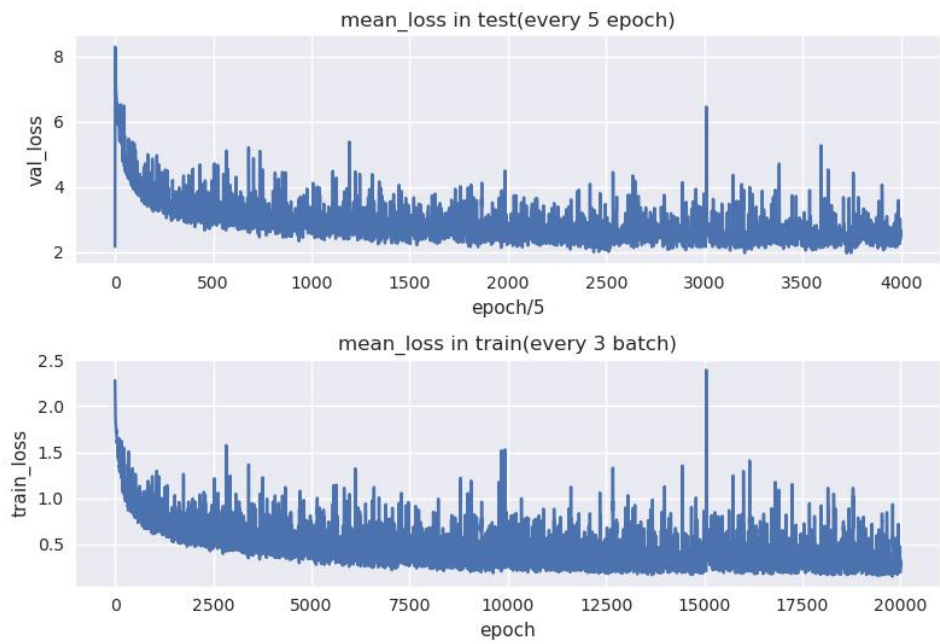 mean_loss in test(every 5 epoch)
8
6
4
2
val_loss
0 500 1000 1500 2000 2500 3000 3500 4000
epoch/5
mean_loss in train(every 3 batch)
2.5
2.0
1.5
1.0
0.5
train_loss
0 2500 5000 7500 10000 12500 15000 17500 20000
epoch